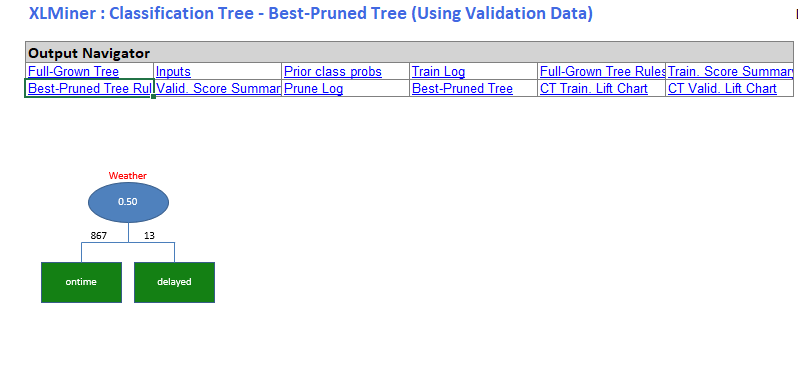 XLMiner : Classification Tree - Best-Pruned Tree (Using Validation Data)
Output Navigator
Full-Grown Tree Inputs Prior class probs Train Log Full-Grown Tree Rules Train. Score Summary
Best-Pruned Tree Rul Valid. Score Summar Prune Log Best-Pruned Tree CT Train. Lift Chart CT Valid. Lift Chart
Weather
0.50
867 13
ontime delayed